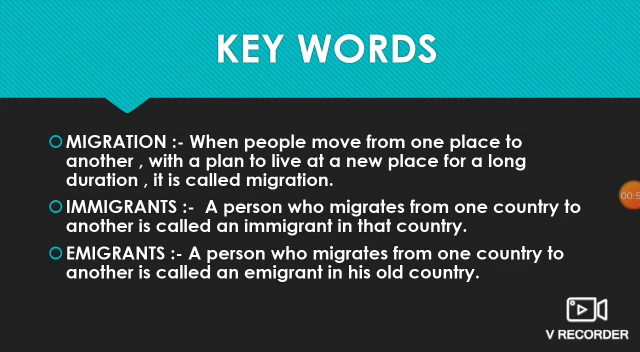 KEY WORDS
MIGRATION :- When people move from one place to
another , with a plan to live at a new place for a long
duration , it is called migration.
IMMIGRANTS :- A person who migrates from one country to
another is called an immigrant in that country.
EMIGRANTS :- A person who migrates from one country to
another is called an emigrant in his old country.
V RECORDER